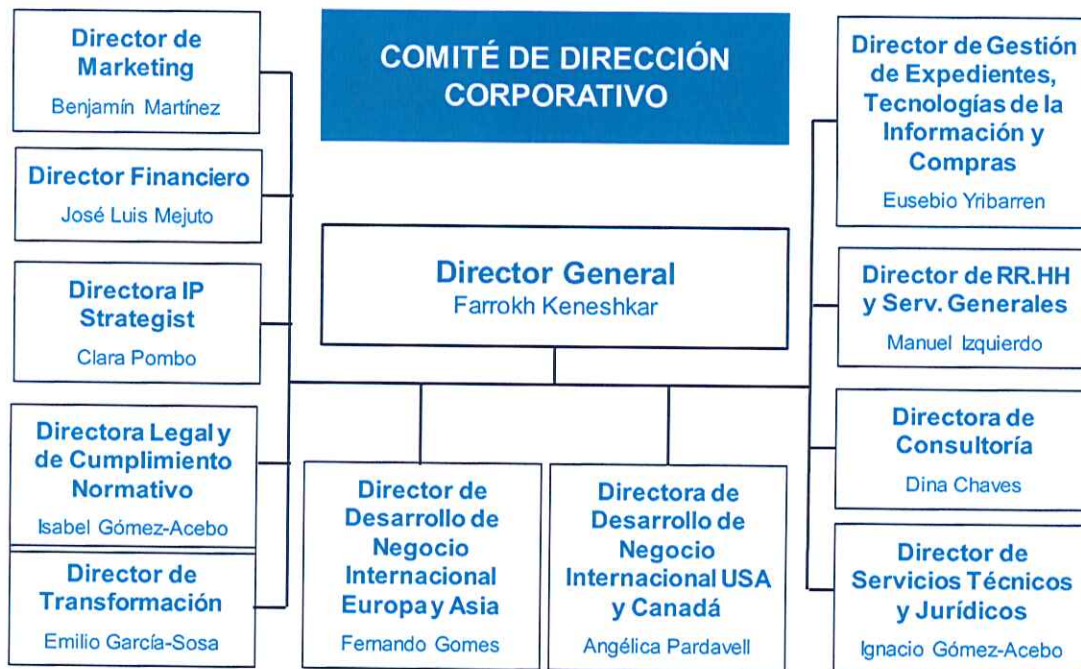 Director de
Marketing
Benjamín Martínez
Director Financiero
José Luis Mejuto
Directora IP
Strategist
Clara Pombo
Directora Legal y
de Cumplimiento
Normativo
Isabel Gómez-Acebo
Director de
Transformación
Emilio García-Sosa
COMITÉ DE DIRECCIÓN
CORPORATIVO
Director General
Farrokh Keneshkar
Director de
Desarrollo de
Negocio
Internacional
Europa y Asia
Fernando Gomes
Directora de
Desarrollo de
Negocio
Internacional USA
y Canadá
Angélica Pardavell
Director de Gestión
de Expedientes,
Tecnologías de la
Información y
Compras
Eusebio Yribarren
Director de RR.HH
y Serv. Generales
Manuel Izquierdo
Directora de
Consultoría
Dina Chaves
Director de
Servicios Técnicos
y Jurídicos
Ignacio Gómez-Acebo